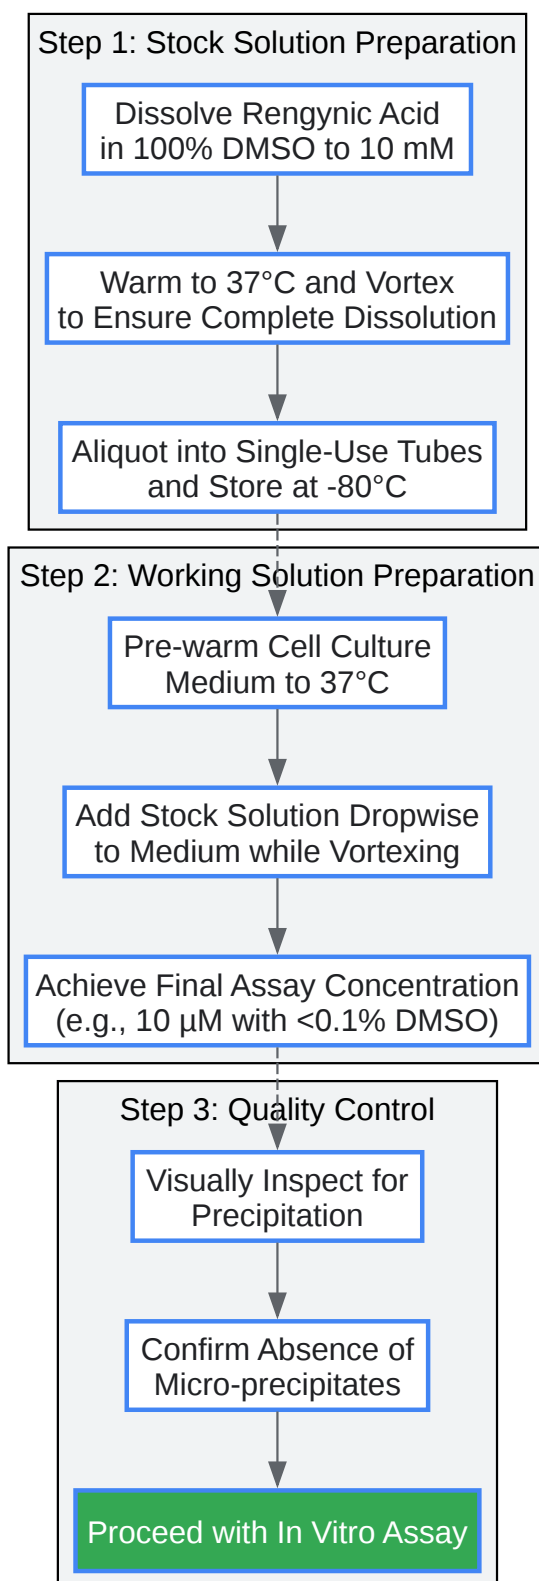 Step 1: Stock Solution Preparation
Dissolve Rengynic Acid
in 100% DMSO to 10 mM
Warm to 37°C and Vortex
to Ensure Complete Dissolution
Aliquot into Single-Use Tubes
and Store at -80°C
Step 2: Working Solution Preparation
Pre-warm Cell Culture
Medium to 37°C
Add Stock Solution Dropwise
to Medium while Vortexing
Achieve Final Assay Concentration
(e.g., 10 µM with <0.1% DMSO)
Step 3: Quality Control
Visually Inspect for
Precipitation
Confirm Absence of
Micro-precipitates
Proceed with In Vitro Assay